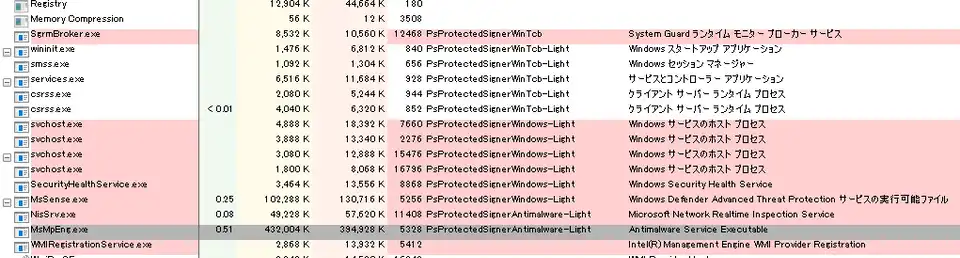 Registry 12,904 K 44,664 K 180
Memory Compression 56 K 12 K 3508
SgrmBroker.exe 8,532 K 10,560 K 12468 PsProtectedSignerWinTcb System Guard ランタイム モニター ブローカー サービス
wininit.exe 1,476 K 6,812 K 840 PsProtectedSignerWinTcb-Light Windows スタートアップ アプリケーション
smss.exe 1,092 K 1,304 K 656 PsProtectedSignerWinTcb-Light Windows セッション マネージャー
services.exe 6,516 K 11,684 K 928 PsProtectedSignerWinTcb-Light サービスとコントローラー アプリケーション
csrss.exe 2,080 K 5,244 K 944 PsProtectedSignerWinTcb-Light クライアント サーバー ランタイム プロセス
csrss.exe < 0.01 4,040 K 6,320 K 852 PsProtectedSignerWinTcb-Light クライアント サーバー ランタイム プロセス
svchost.exe 4,888 K 18,392 K 7660 PsProtectedSignerWindows-Light Windows サービスのホスト プロセス
svchost.exe 3,888 K 13,340 K 2276 PsProtectedSignerWindows-Light Windows サービスのホスト プロセス
svchost.exe 3,080 K 12,888 K 15476 PsProtectedSignerWindows-Light Windows サービスのホスト プロセス
svchost.exe 1,800 K 8,068 K 16796 PsProtectedSignerWindows-Light Windows サービスのホスト プロセス
SecurityHealthService.exe 3,464 K 13,556 K 8868 PsProtectedSignerWindows-Light Windows Security Health Service
MsSense.exe 0.25 102,288 K 130,716 K 5256 PsProtectedSignerWindows-Light Windows Defender Advanced Threat Protection サービスの実行可能ファイル
NisSrv.exe 0.08 49,228 K 57,620 K 11408 PsProtectedSignerAntimalware-Light Microsoft Network Realtime Inspection Service
MsMpEng.exe 0.51 432,004 K 394,928 K 5328 PsProtectedSignerAntimalware-Light Antimalware Service Executable
WMIRegistrationService.exe 2,868 K 13,932 K 5412 Intel(R) Management Engine WMI Provider Registration